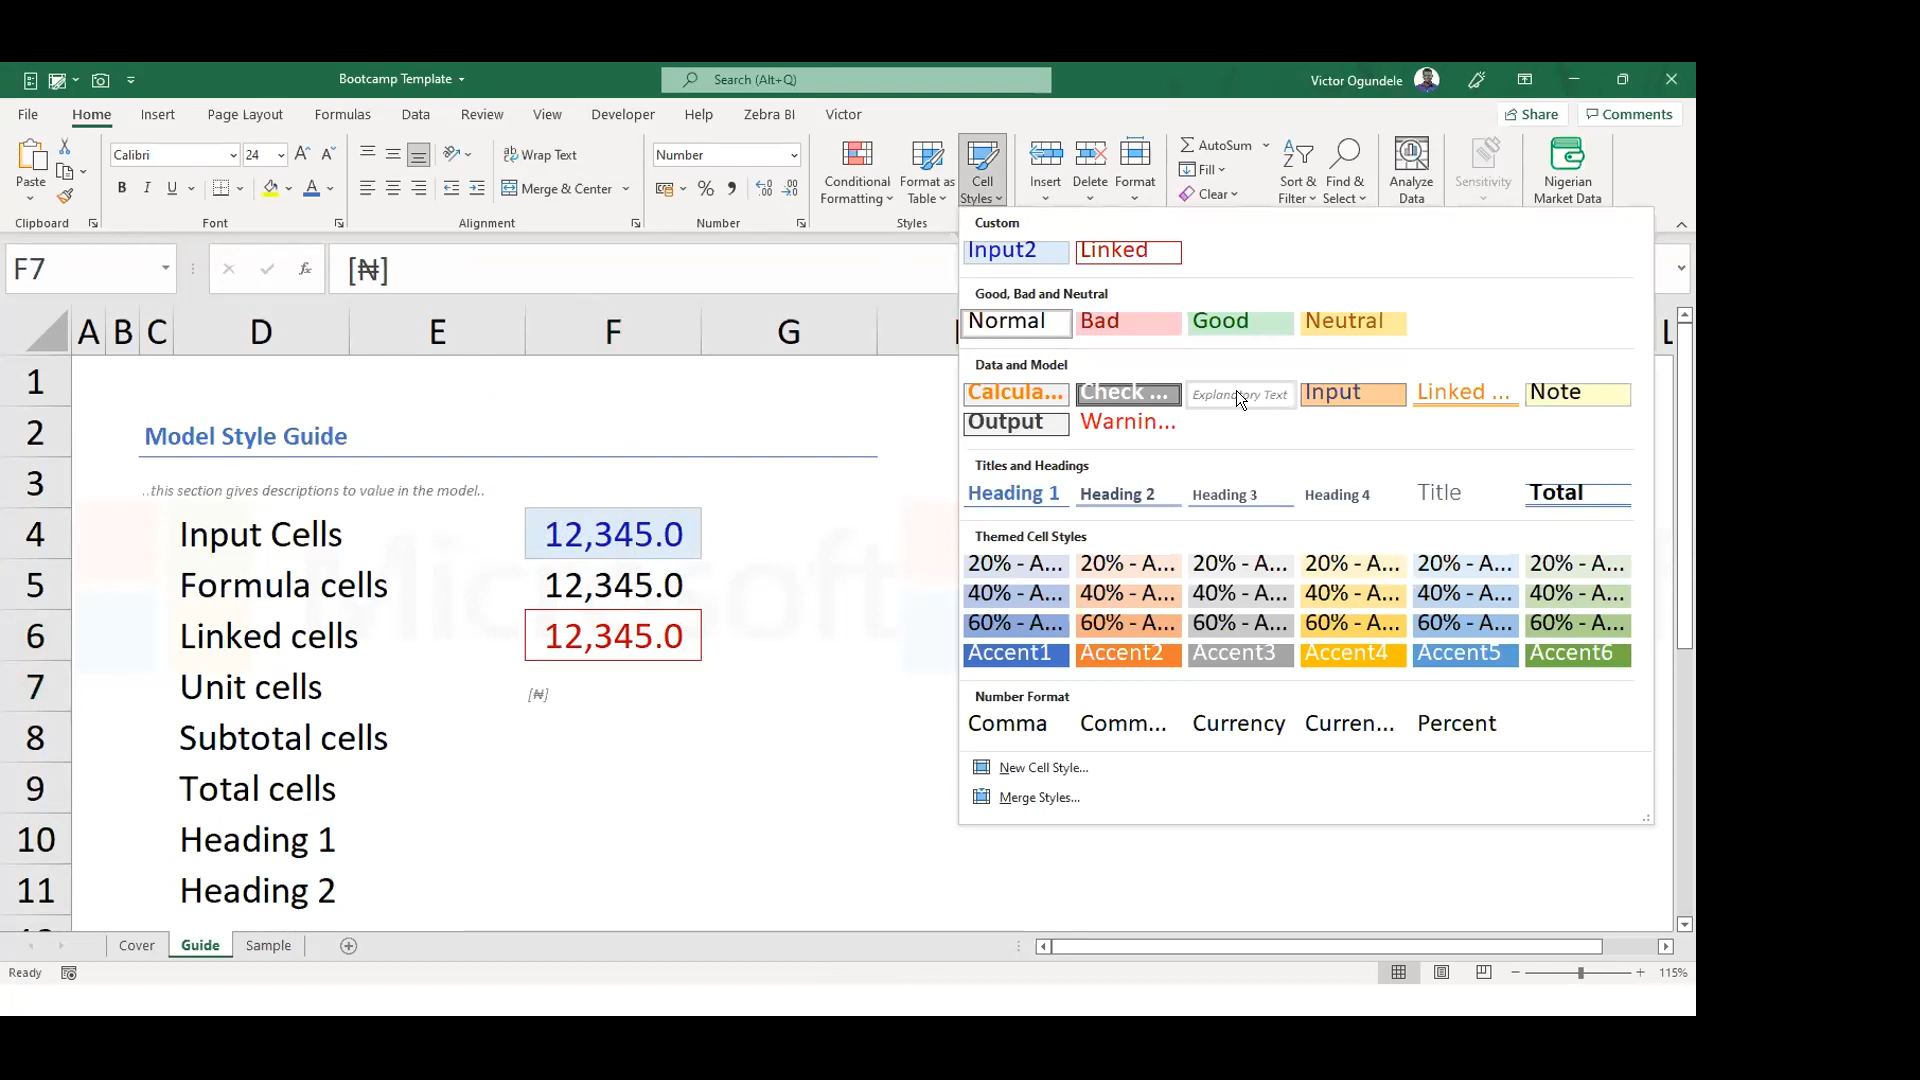 Bootcamp Template
Search (Alt+Q)
Victor Ogundele
File Home Insert Page Layout Formulas Data Review View Developer Help Zebra BI Victor
Share Comments
Paste
Clipboard
Calibri 24
B I U
Font
Wrap Text
Merge & Center
Alignment
Number
Number
Conditional Formatting
Format as Table
Cell Styles
Styles
Insert Delete Format
AutoSum
Fill
Clear
Sort & Filter
Find & Select
Analyze Data
Sensitivity
Nigerian Market Data
F7 fx [₦]
A B C D E F G L
1
2 Model Style Guide
3 ..this section gives descriptions to value in the model..
4 Input Cells 12,345.0
5 Formula cells 12,345.0
6 Linked cells 12,345.0
7 Unit cells [₦]
8 Subtotal cells
9 Total cells
10 Heading 1
11 Heading 2
Microsoft
Custom
Input2 Linked
Good, Bad and Neutral
Normal Bad Good Neutral
Data and Model
Calcula... Check ... Explanatory Text Input Linked ... Note
Output Warnin...
Titles and Headings
Heading 1 Heading 2 Heading 3 Heading 4 Title Total
Themed Cell Styles
20% - A... 20% - A... 20% - A... 20% - A... 20% - A... 20% - A...
40% - A... 40% - A... 40% - A... 40% - A... 40% - A... 40% - A...
60% - A... 60% - A... 60% - A... 60% - A... 60% - A... 60% - A...
Accent1 Accent2 Accent3 Accent4 Accent5 Accent6
Number Format
Comma Comm... Currency Curren... Percent
New Cell Style...
Merge Styles...
Cover Guide Sample
Ready
115%